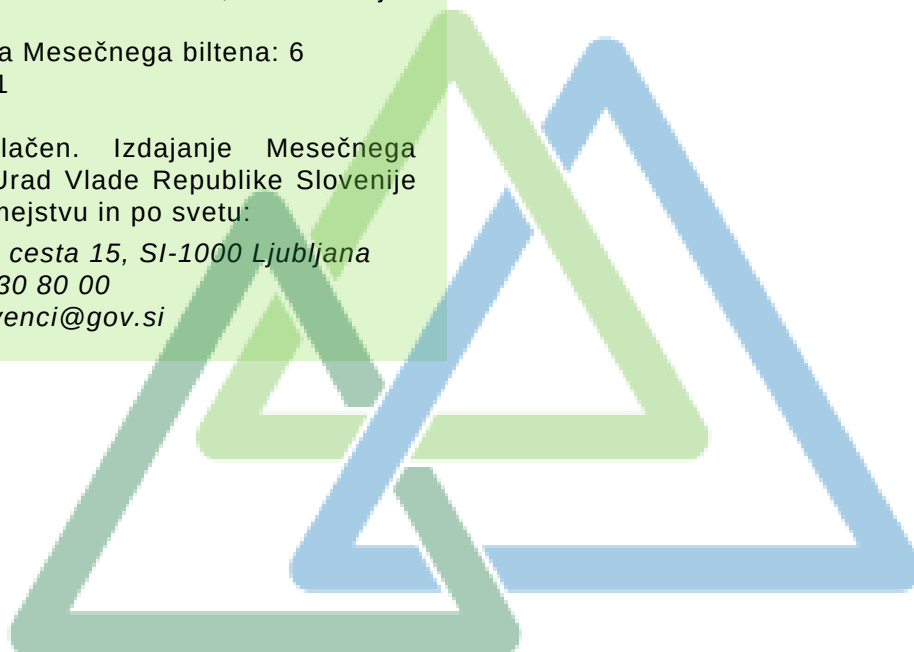 a Mesečnega biltena: 6
1
lačen. Izdajanje Mesečnega
Urad Vlade Republike Slovenije
mejstvu in po svetu:
cesta 15, SI-1000 Ljubljana
30 80 00
venci@gov.si